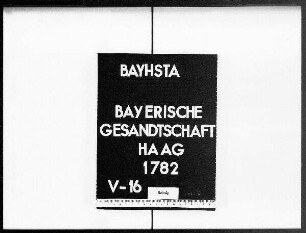 BAYHSTA
BAYERISCHE
GESANDTSCHAFT
HAAG
1782
V-16